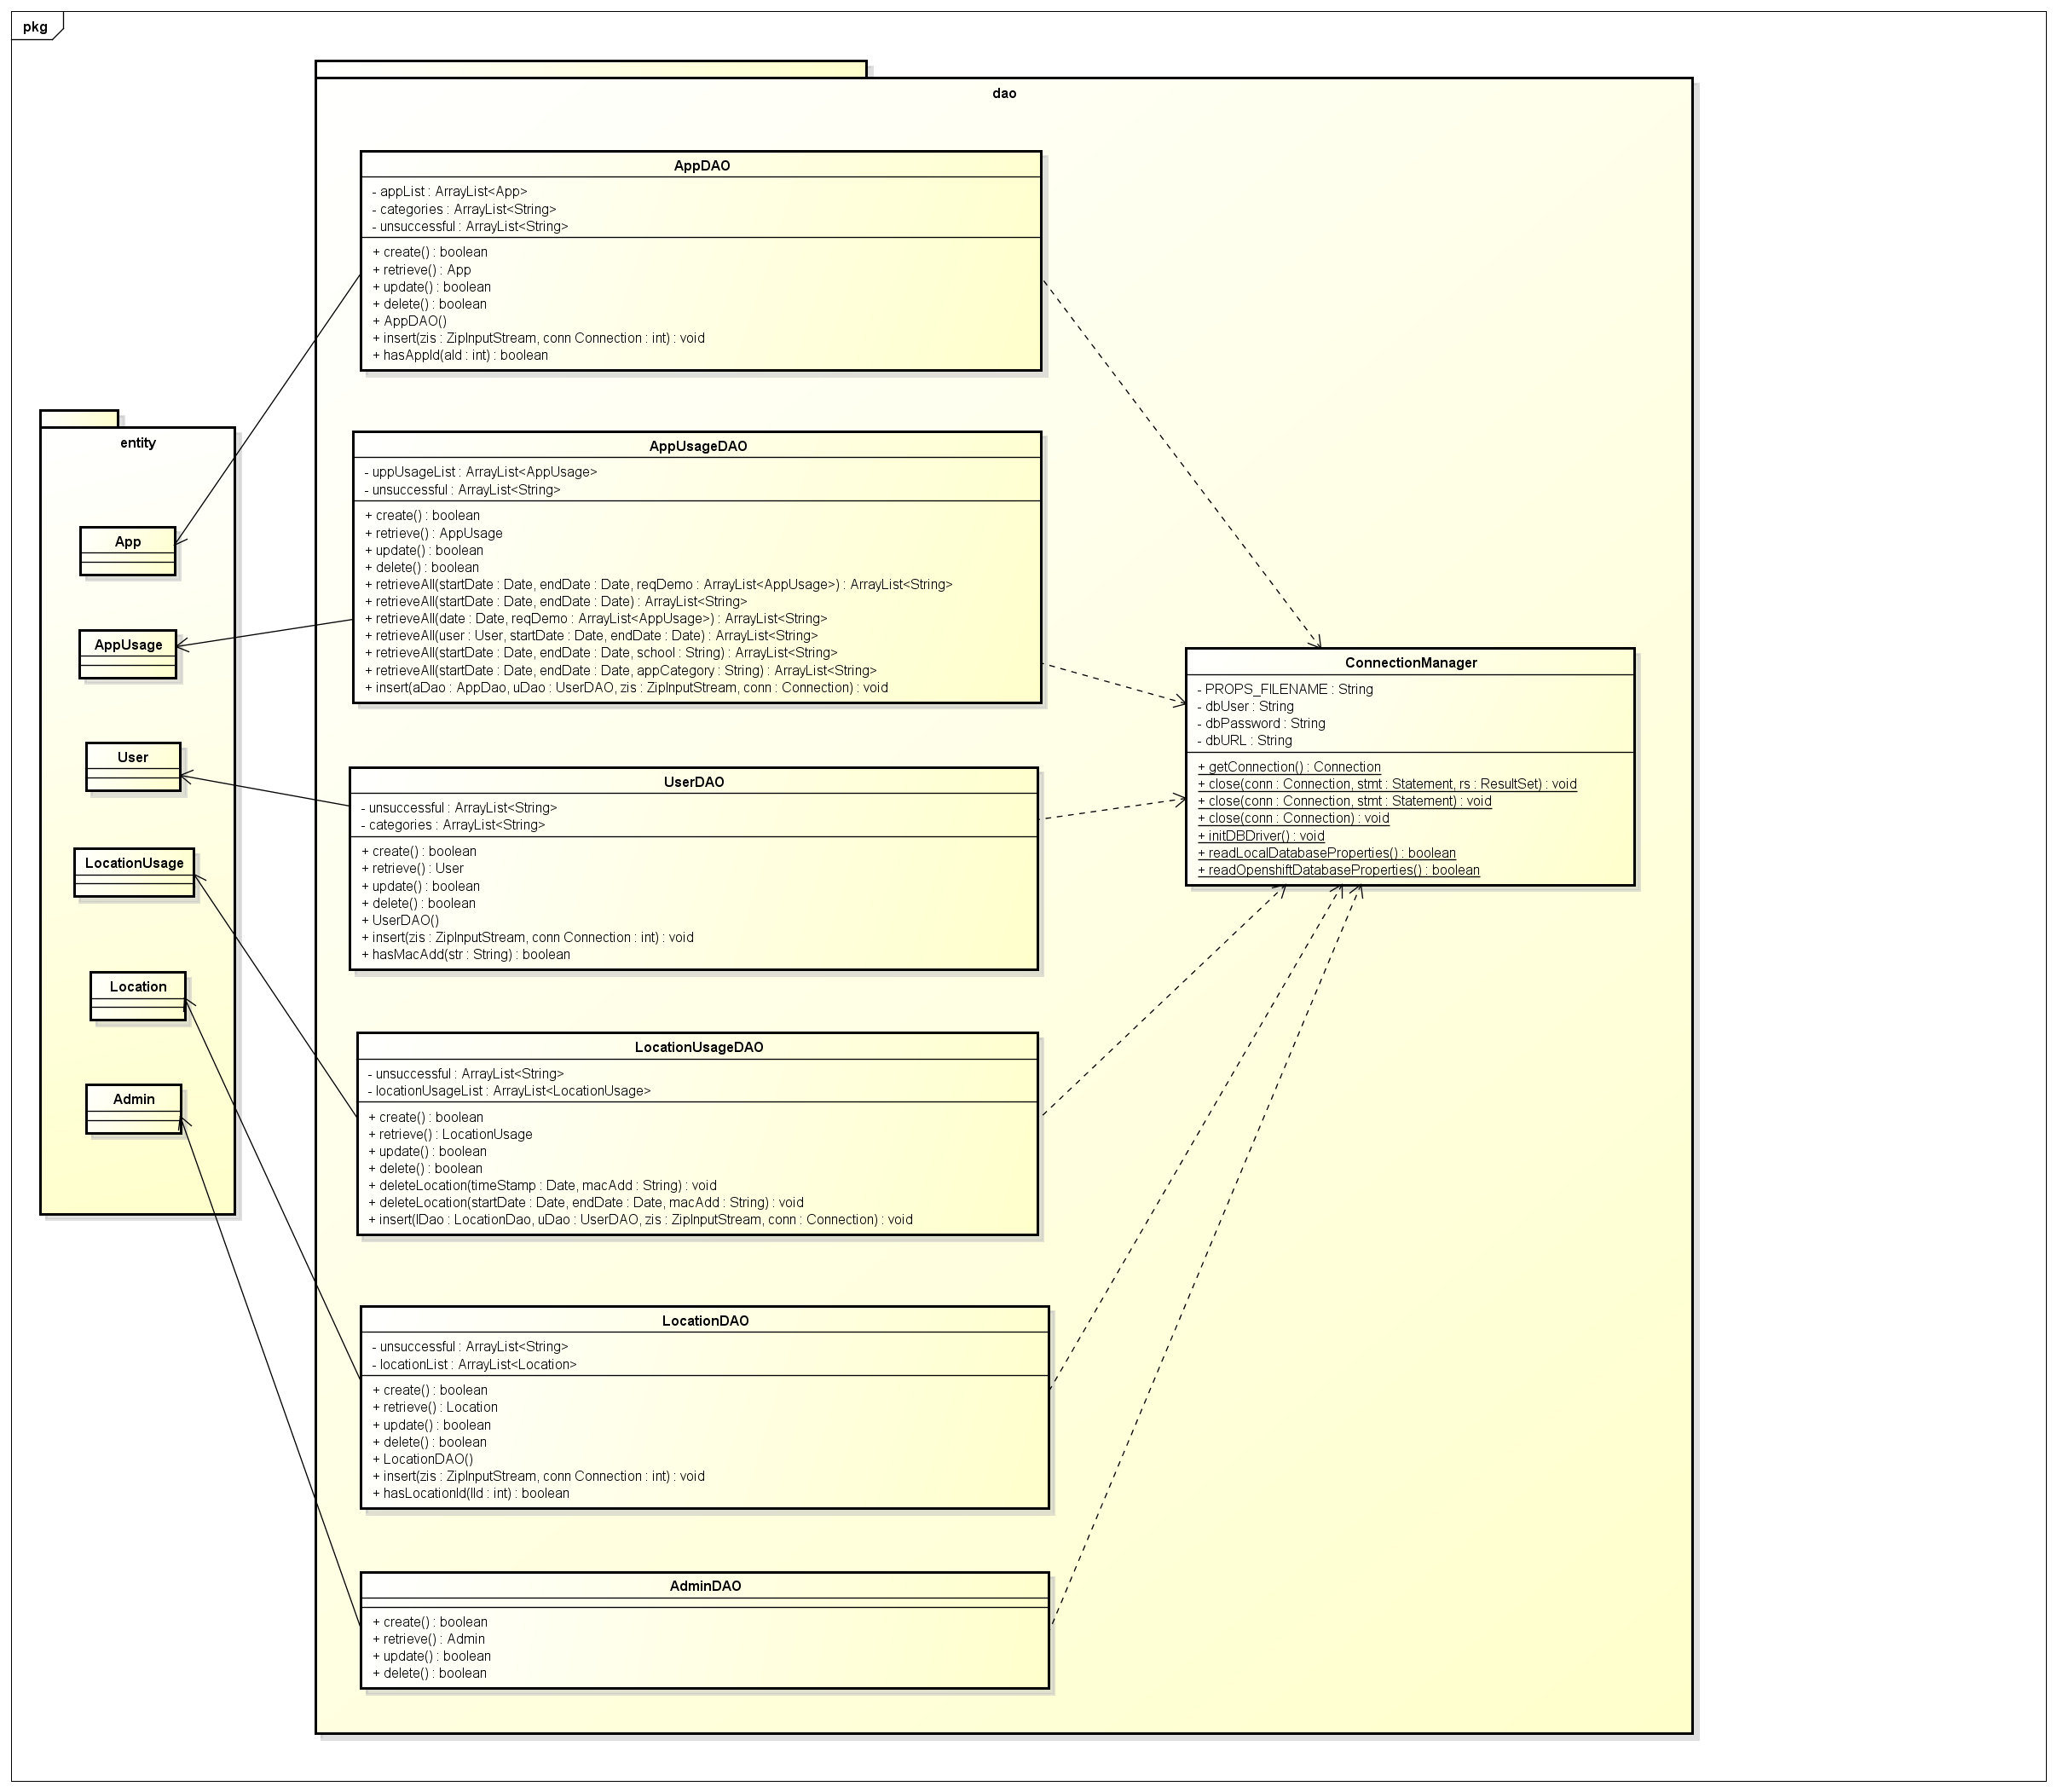 pkg
dao
AppDAO
- appList : ArrayList<App>
- categories : ArrayList<String>
- unsuccessful : ArrayList<String>
+ create() : boolean
+ retrieve() : App
+ update() : boolean
+ delete() : boolean
+ AppDAO()
+ insert(zis : ZipInputStream, conn Connection : int) : void
+ hasAppId(aId : int) : boolean
entity
App
AppUsage
User
LocationUsage
Location
Admin
AppUsageDAO
- uppUsageList : ArrayList<AppUsage>
- unsuccessful : ArrayList<String>
+ create() : boolean
+ retrieve() : AppUsage
+ update() : boolean
+ delete() : boolean
+ retrieveAll(startDate : Date, endDate : Date, reqDemo : ArrayList<AppUsage>) : ArrayList<String>
+ retrieveAll(startDate : Date, endDate : Date) : ArrayList<String>
+ retrieveAll(date : Date, reqDemo : ArrayList<AppUsage>) : ArrayList<String>
+ retrieveAll(user : User, startDate : Date, endDate : Date) : ArrayList<String>
+ retrieveAll(startDate : Date, endDate : Date, school : String) : ArrayList<String>
+ retrieveAll(startDate : Date, endDate : Date, appCategory : String) : ArrayList<String>
+ insert(aDao : AppDao, uDao : UserDAO, zis : ZipInputStream, conn : Connection) : void
ConnectionManager
- PROPS_FILENAME : String
- dbUser : String
- dbPassword : String
- dbURL : String
+ getConnection() : Connection
+ close(conn : Connection, stmt : Statement, rs : ResultSet) : void
+ close(conn : Connection, stmt : Statement) : void
+ close(conn : Connection) : void
+ initDBDriver() : void
+ readLocalDatabaseProperties() : boolean
+ readOpenshiftDatabaseProperties() : boolean
UserDAO
- unsuccessful : ArrayList<String>
- categories : ArrayList<String>
+ create() : boolean
+ retrieve() : User
+ update() : boolean
+ delete() : boolean
+ UserDAO()
+ insert(zis : ZipInputStream, conn Connection : int) : void
+ hasMacAdd(str : String) : boolean
LocationUsageDAO
- unsuccessful : ArrayList<String>
- locationUsageList : ArrayList<LocationUsage>
+ create() : boolean
+ retrieve() : LocationUsage
+ update() : boolean
+ delete() : boolean
+ deleteLocation(timeStamp : Date, macAdd : String) : void
+ deleteLocation(startDate : Date, endDate : Date, macAdd : String) : void
+ insert(lDao : LocationDao, uDao : UserDAO, zis : ZipInputStream, conn : Connection) : void
LocationDAO
- unsuccessful : ArrayList<String>
- locationList : ArrayList<Location>
+ create() : boolean
+ retrieve() : Location
+ update() : boolean
+ delete() : boolean
+ LocationDAO()
+ insert(zis : ZipInputStream, conn Connection : int) : void
+ hasLocationId(lId : int) : boolean
AdminDAO
+ create() : boolean
+ retrieve() : Admin
+ update() : boolean
+ delete() : boolean